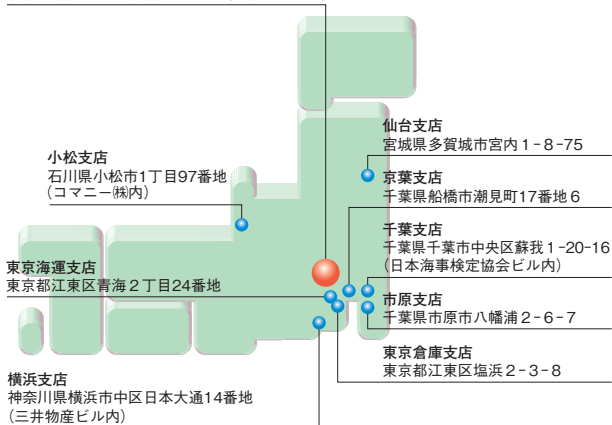 仙台支店
宮城県多賀城市宮内1-8-75
小松支店
石川県小松市1丁目97番地
(コマニー㈱内)
京葉支店
千葉県船橋市潮見町17番地6
千葉支店
千葉県千葉市中央区蘇我1-20-16
(日本海事検定協会ビル内)
東京海運支店
東京都江東区青海2丁目24番地
市原支店
千葉県市原市八幡浦2-6-7
東京倉庫支店
東京都江東区塩浜2-3-8
横浜支店
神奈川県横浜市中区日本大通14番地
(三井物産ビル内)